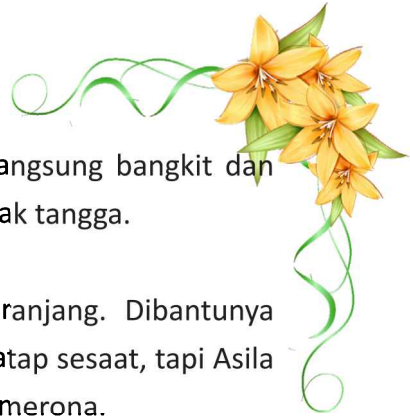 angsung bangkit dan
ak tangga.
ranjang. Dibantunya
atap sesaat, tapi Asila
merona.